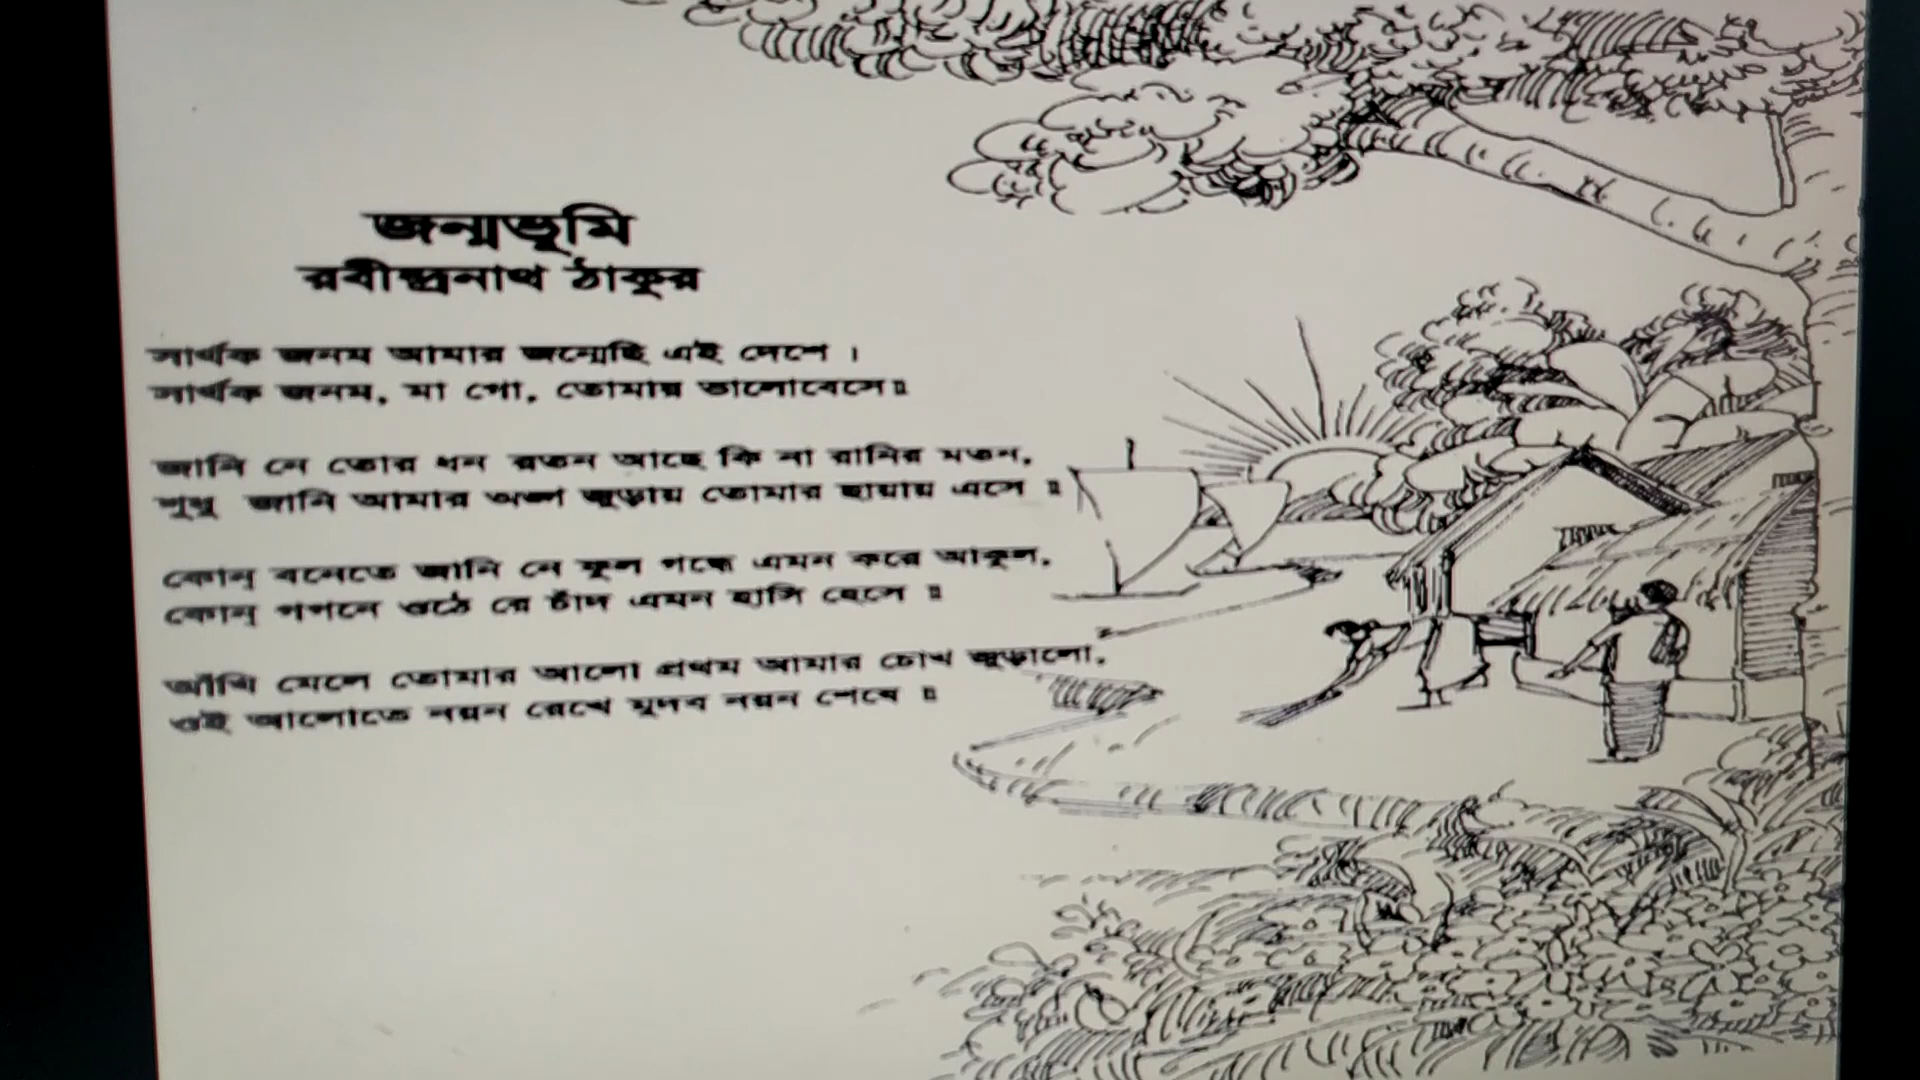 জন্মভূমি
রবীন্দ্রনাথ ঠাকুর
সার্থক জনম আমার জন্মেছি এই দেশে ।
সার্থক জনম, মা গো, তোমায় ভালোবেসে॥
জানি নে তোর ধন রতন আছে কি না রানির মতন,
শুধু জানি আমার অঙ্গ জুড়ায় তোমার ছায়ায় এসে ॥
কোন্ বনেতে জানি নে ফুল গন্ধে এমন করে আকুল,
কোন্ গগনে ওঠে রে চাঁদ এমন হাসি হেসে ॥
আঁখি মেলে তোমার আলো প্রথম আমার চোখ জুড়ালো,
ওই আলোতে নয়ন রেখে মুদব নয়ন শেষে ॥